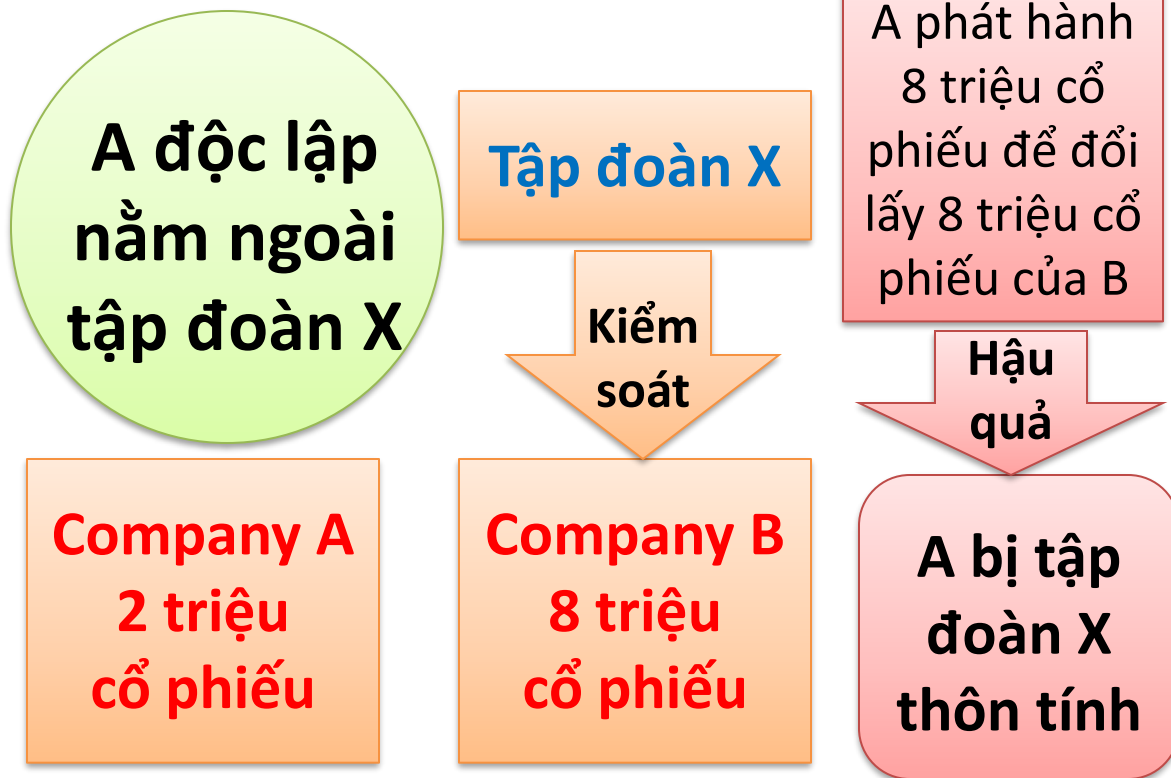 A độc lập
nằm ngoài
tập đoàn X
Tập đoàn X
Kiểm
soát
Company A
2 triệu
cổ phiếu
Company B
8 triệu
cổ phiếu
A phát hành
8 triệu cổ
phiếu để đổi
lấy 8 triệu cổ
phiếu của B
Hậu
quả
A bị tập
đoàn X
thôn tính